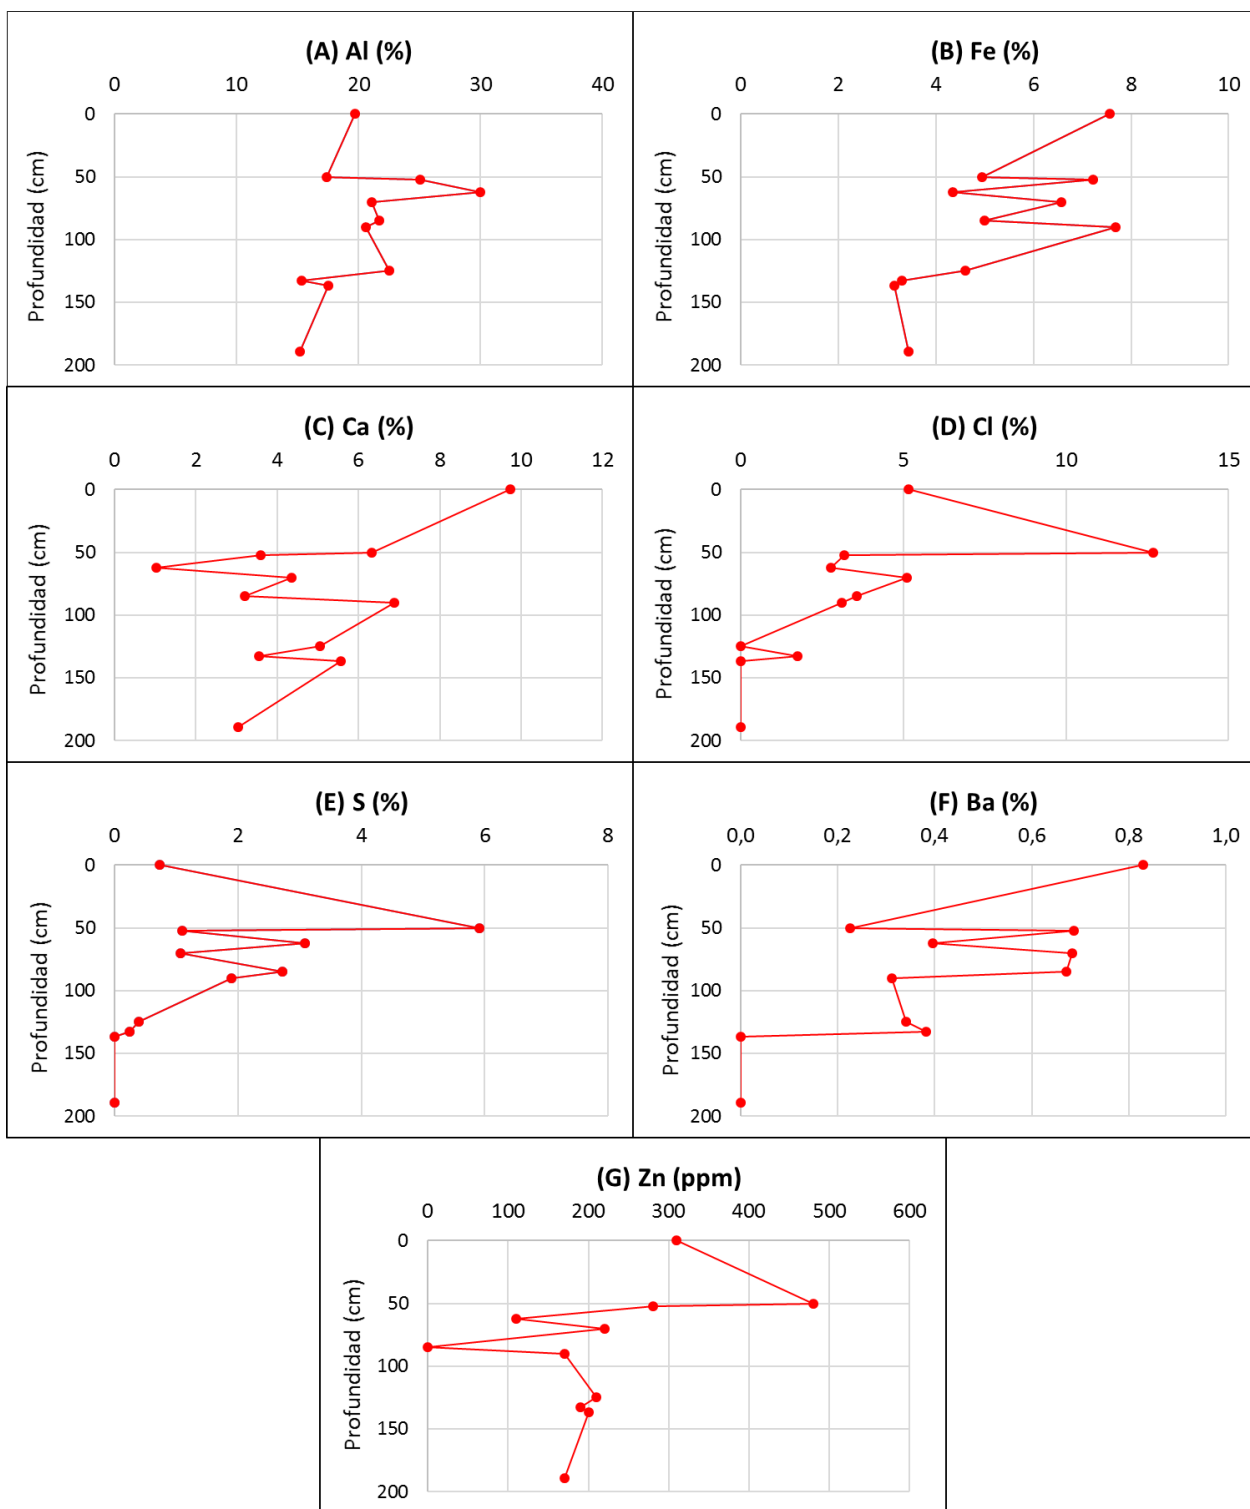 (A) Al (%)
0 10 20 30 40
0
50
100
150
200
Profundidad (cm)
(B) Fe (%)
0 2 4 6 8 10
0
50
100
150
200
Profundidad (cm)
(C) Ca (%)
0 2 4 6 8 10 12
0
50
100
150
200
Profundidad (cm)
(D) Cl (%)
0 5 10 15
0
50
100
150
200
Profundidad (cm)
(E) S (%)
0 2 4 6 8
0
50
100
150
200
Profundidad (cm)
(F) Ba (%)
0,0 0,2 0,4 0,6 0,8 1,0
0
50
100
150
200
Profundidad (cm)
(G) Zn (ppm)
0 100 200 300 400 500 600
0
50
100
150
200
Profundidad (cm)